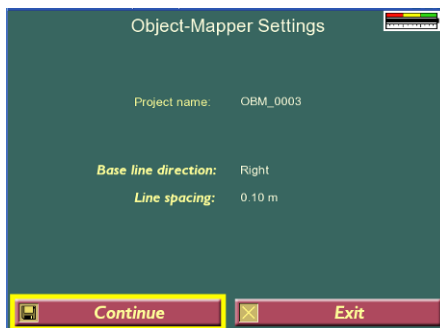 Object-Mapper Settings
Project name: OBM_0003
Base line direction: Right
Line spacing: 0.10 m
Continue Exit